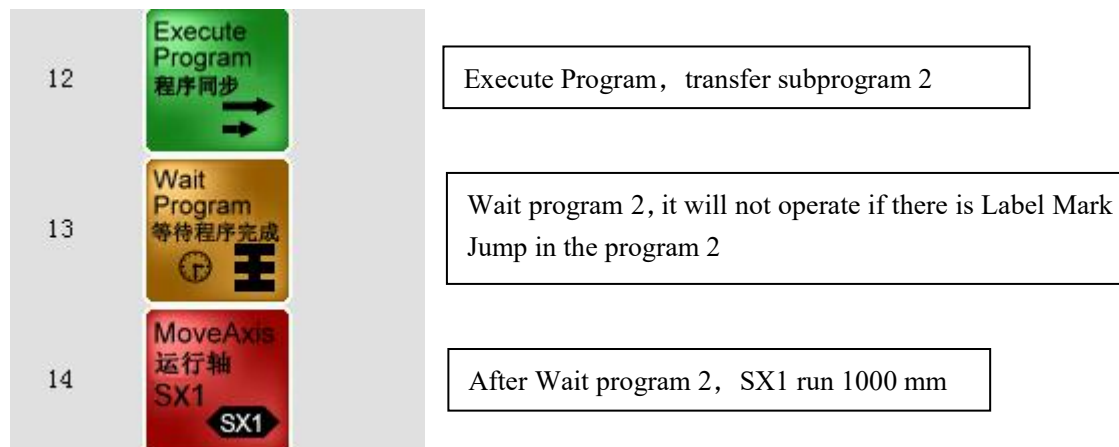 12
Execute
Program
程序同步
Execute Program，transfer subprogram 2
13
Wait
Program
等待程序完成
Wait program 2, it will not operate if there is Label Mark
Jump in the program 2
14
MoveAxis
运行轴
SX1
SX1
After Wait program 2，SX1 run 1000 mm